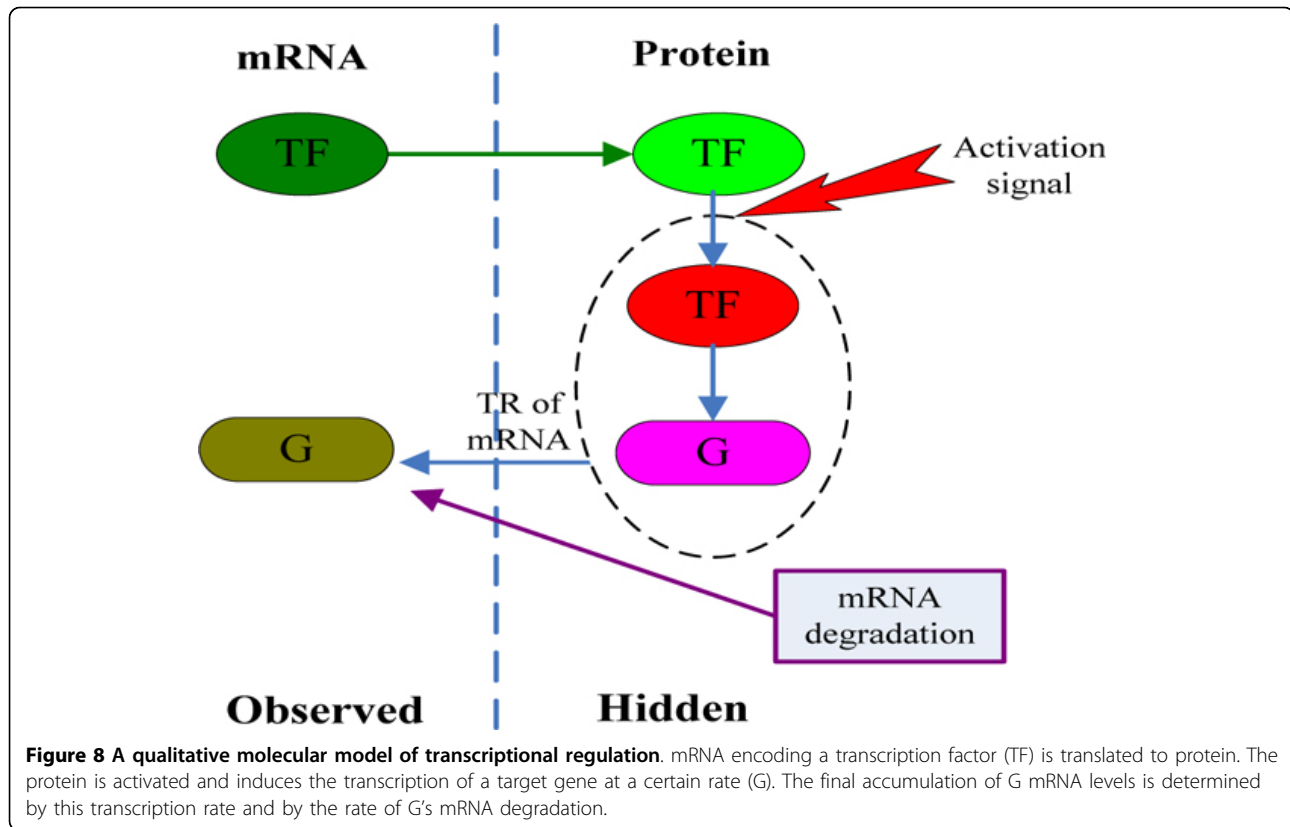 mRNA
Protein
TF
TF
Activation
signal
TF
TR of
mRNA
G
G
mRNA
degradation
Observed
Hidden
Figure 8 A qualitative molecular model of transcriptional regulation. mRNA encoding a transcription factor (TF) is translated to protein. The
protein is activated and induces the transcription of a target gene at a certain rate (G). The final accumulation of G mRNA levels is determined
by this transcription rate and by the rate of G's mRNA degradation.